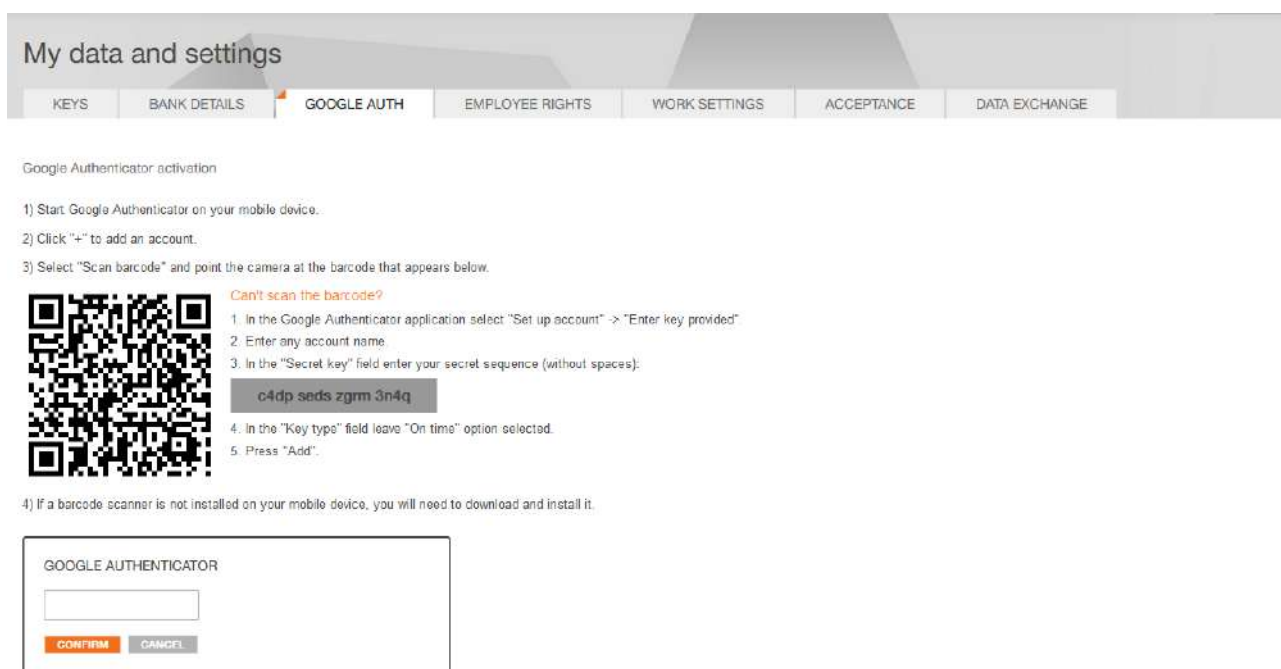 My data and settings
KEYS BANK DETAILS GOOGLE AUTH EMPLOYEE RIGHTS WORK SETTINGS ACCEPTANCE DATA EXCHANGE
Google Authenticator activation
1) Start Google Authenticator on your mobile device.
2) Click "+" to add an account.
3) Select "Scan barcode" and point the camera at the barcode that appears below.
Can't scan the barcode?
1. In the Google Authenticator application select "Set up account" -> "Enter key provided"
2. Enter any account name.
3. In the "Secret key" field enter your secret sequence (without spaces):
c4dp seds zgrm 3n4q
4. In the "Key type" field leave "On time" option selected.
5. Press "Add".
4) If a barcode scanner is not installed on your mobile device, you will need to download and install it.
GOOGLE AUTHENTICATOR
CONFIRM CANCEL